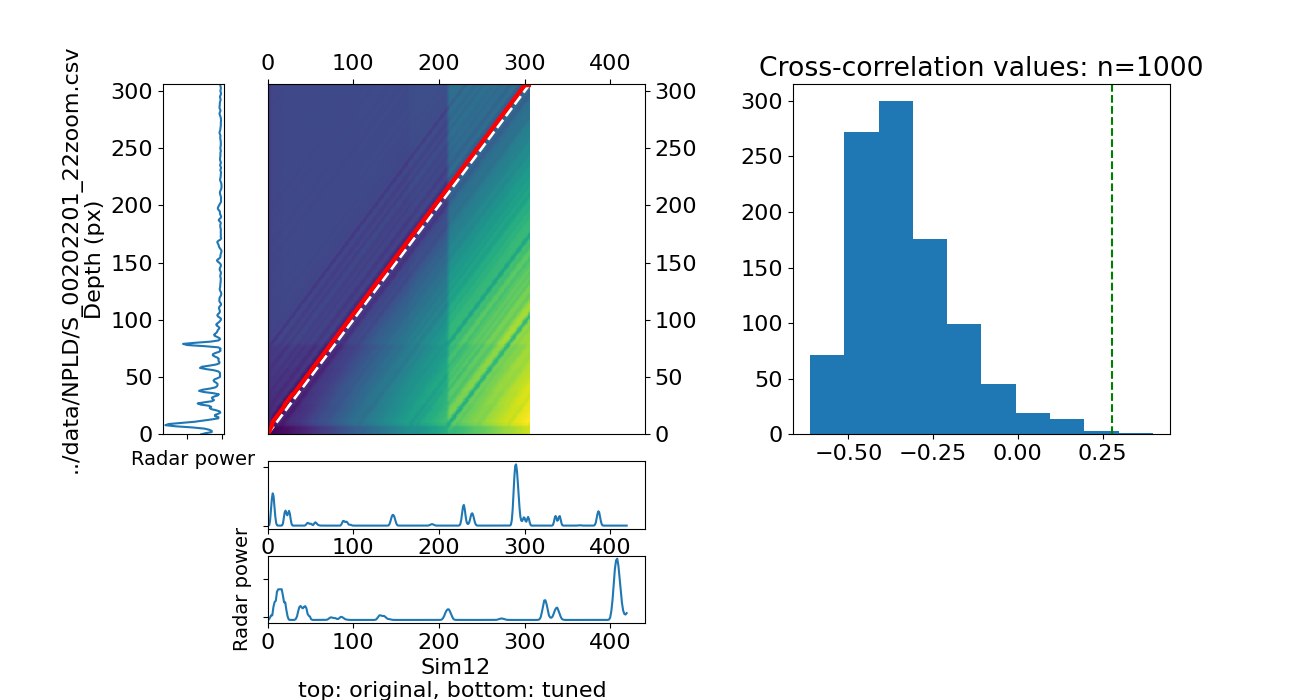 ../data/NPLD/S_00202201_22zoom.csv
Depth (px)
300
250
200
150
100
50
0
Radar power
0 100 200 300 400
300
250
200
150
100
50
0
0 100 200 300 400
Radar power
0 100 200 300 400
Sim12
top: original, bottom: tuned
Cross-correlation values: n=1000
300
250
200
150
100
50
0
−0.50 −0.25 0.00 0.25